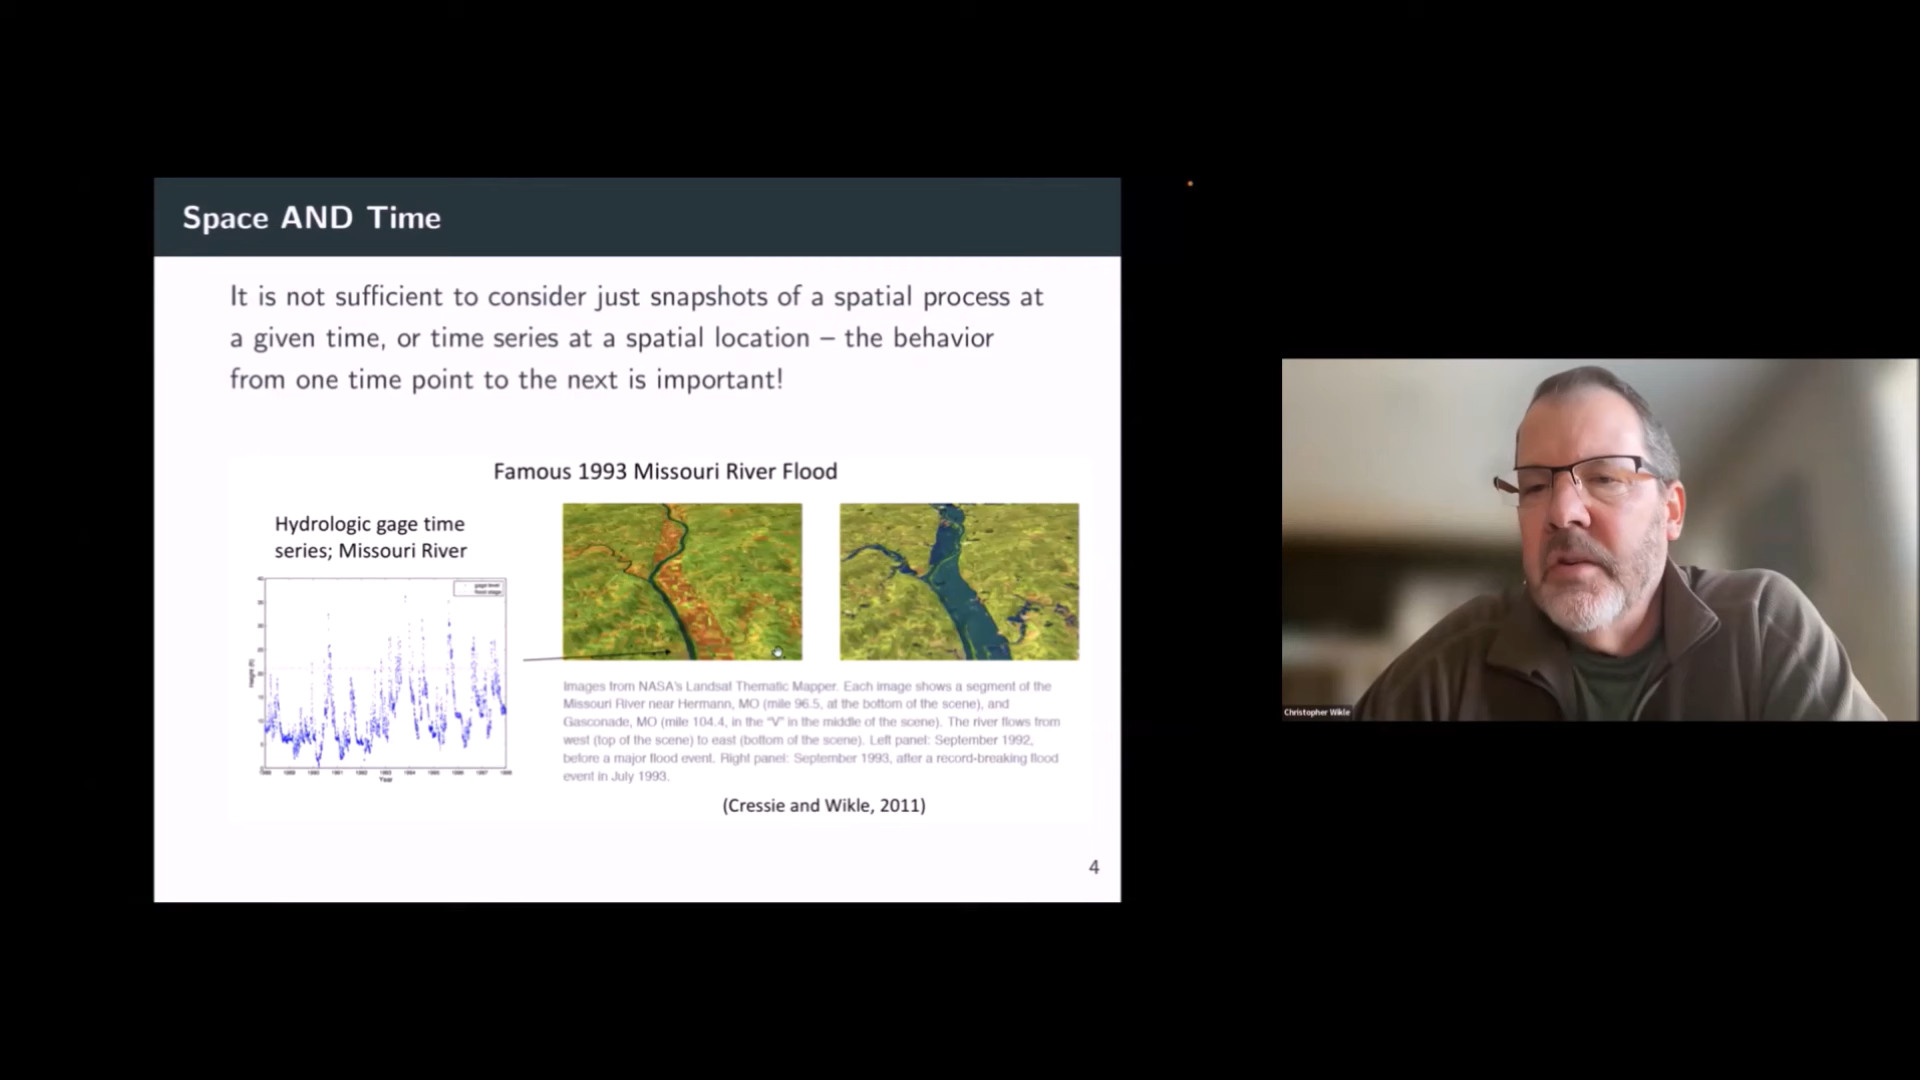 Space AND Time
It is not sufficient to consider just snapshots of a spatial process at
a given time, or time series at a spatial location – the behavior
from one time point to the next is important!
Famous 1993 Missouri River Flood
Hydrologic gage time
series; Missouri River
gage level
flood stage
Year
Images from NASA's Landsat Thematic Mapper. Each image shows a segment of the
Missouri River near Hermann, MO (mile 96.5, at the bottom of the scene), and
Gasconade, MO (mile 104.4, in the "V" in the middle of the scene). The river flows from
west (top of the scene) to east (bottom of the scene). Left panel: September 1992,
before a major flood event. Right panel: September 1993, after a record-breaking flood
event in July 1993.
(Cressie and Wikle, 2011)
4
Christopher Wikle